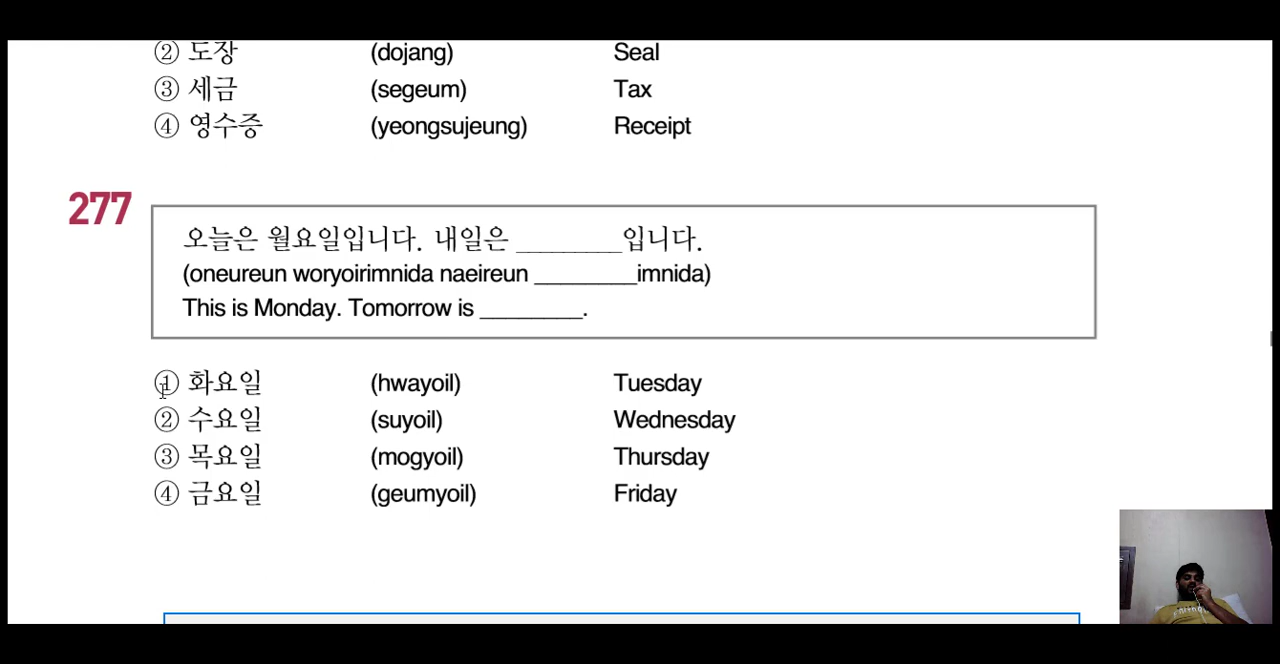 ② 도장 (dojang) Seal
③ 세금 (segeum) Tax
④ 영수증 (yeongsujeung) Receipt
277
오늘은 월요일입니다. 내일은 _________입니다.
(oneureun woryoirimnida naeireun ________imnida)
This is Monday. Tomorrow is ________.
① 화요일 (hwayoil) Tuesday
② 수요일 (suyoil) Wednesday
③ 목요일 (mogyoil) Thursday
④ 금요일 (geumyoil) Friday